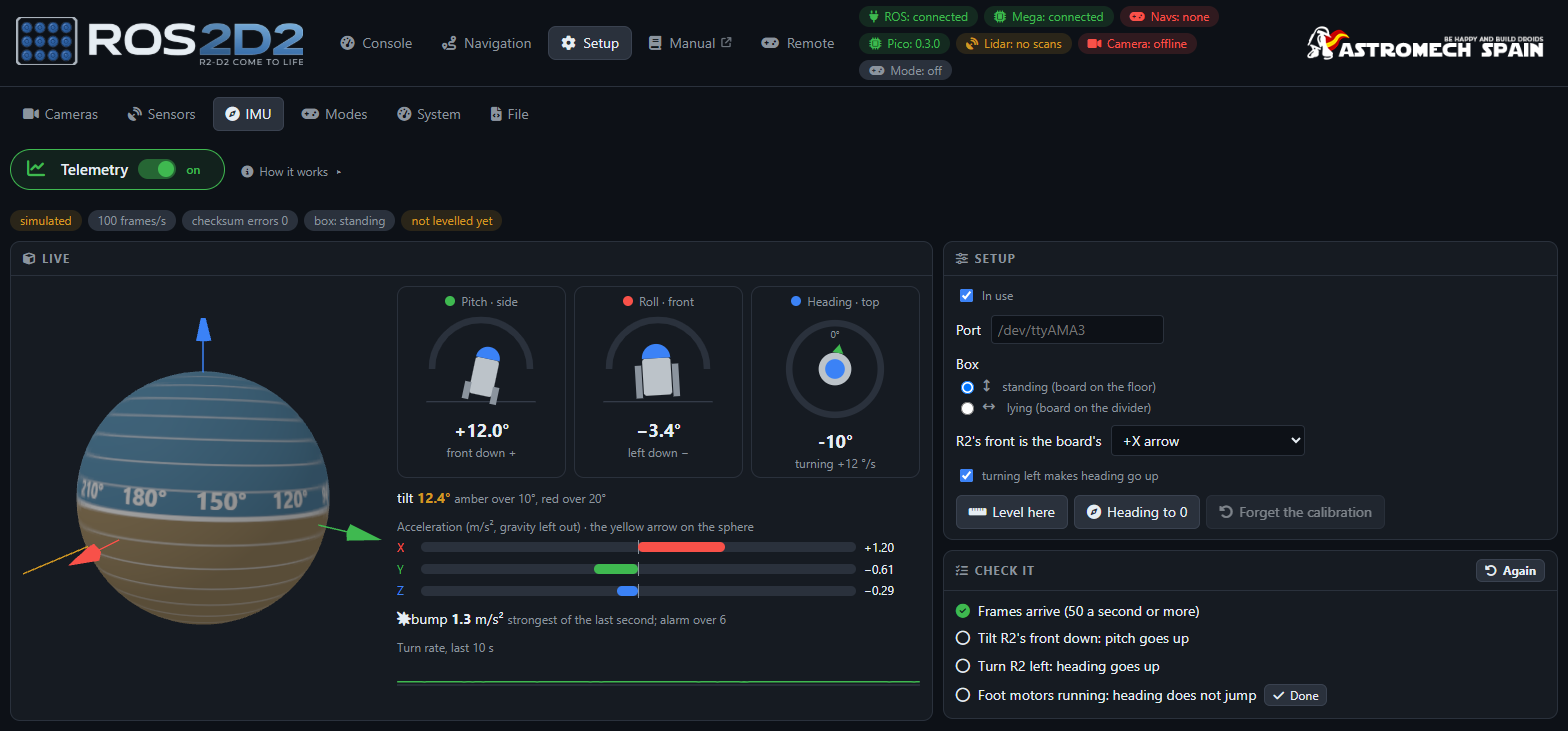 ROS2D2
R2-D2 COME TO LIFE
Console Navigation Setup Manual Remote
ROS: connected Mega: connected Navs: none
Pico: 0.3.0 Lidar: no scans Camera: offline
Mode: off
BE HAPPY AND BUILD DROIDS
ASTROMECH SPAIN
Cameras Sensors IMU Modes System File
Telemetry on How it works
simulated 100 frames/s checksum errors 0 box: standing not levelled yet
LIVE
210° 180° 150° 120°
Pitch · side
+12.0°
front down +
Roll · front
−3.4°
left down −
Heading · top
0°
-10°
turning +12 °/s
tilt 12.4° amber over 10°, red over 20°
Acceleration (m/s², gravity left out) · the yellow arrow on the sphere
X +1.20
Y −0.61
Z −0.29
bump 1.3 m/s² strongest of the last second; alarm over 6
Turn rate, last 10 s
SETUP
In use
Port /dev/ttyAMA3
Box
standing (board on the floor)
lying (board on the divider)
R2's front is the board's +X arrow
turning left makes heading go up
Level here Heading to 0 Forget the calibration
CHECK IT Again
Frames arrive (50 a second or more)
Tilt R2's front down: pitch goes up
Turn R2 left: heading goes up
Foot motors running: heading does not jump Done